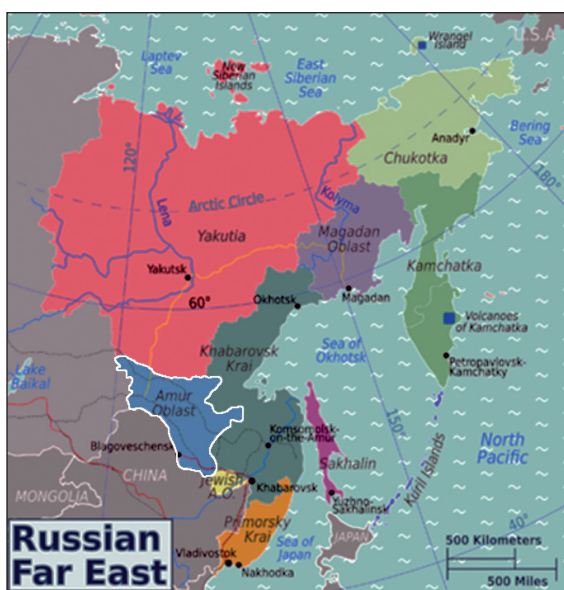 Wrangel
Island
U.S.A.
Laptev
Sea
New
Siberian
Islands
East
Siberian
Sea
Anadyr
Bering
Sea
Chukotka
120°
180°
Arctic Circle
Kolyma
Lena
Yakutia
Magadan
Oblast
Kamchatka
Yakutsk
60°
Okhotsk
Magadan
Volcanoes
of Kamchatka
Khabarovsk
Krai
Sea of
Okhotsk
Petropavlovsk-
Kamchatky
Lake
Baikal
Amur
Oblast
150°
Komsomolsk-
on-the-Amur
North
Pacific
Blagoveschensk
CHINA
Sakhalin
Kuril Islands
Jewish
A.O.
Khabarovsk
MONGOLIA
Yuzhno-
Sakhalinsk
Primorsky
Krai
40°
JAPAN
Russian
Far East
Sea of
Japan
500 Kilometers
Vladivostok
Nakhodka
500 Miles